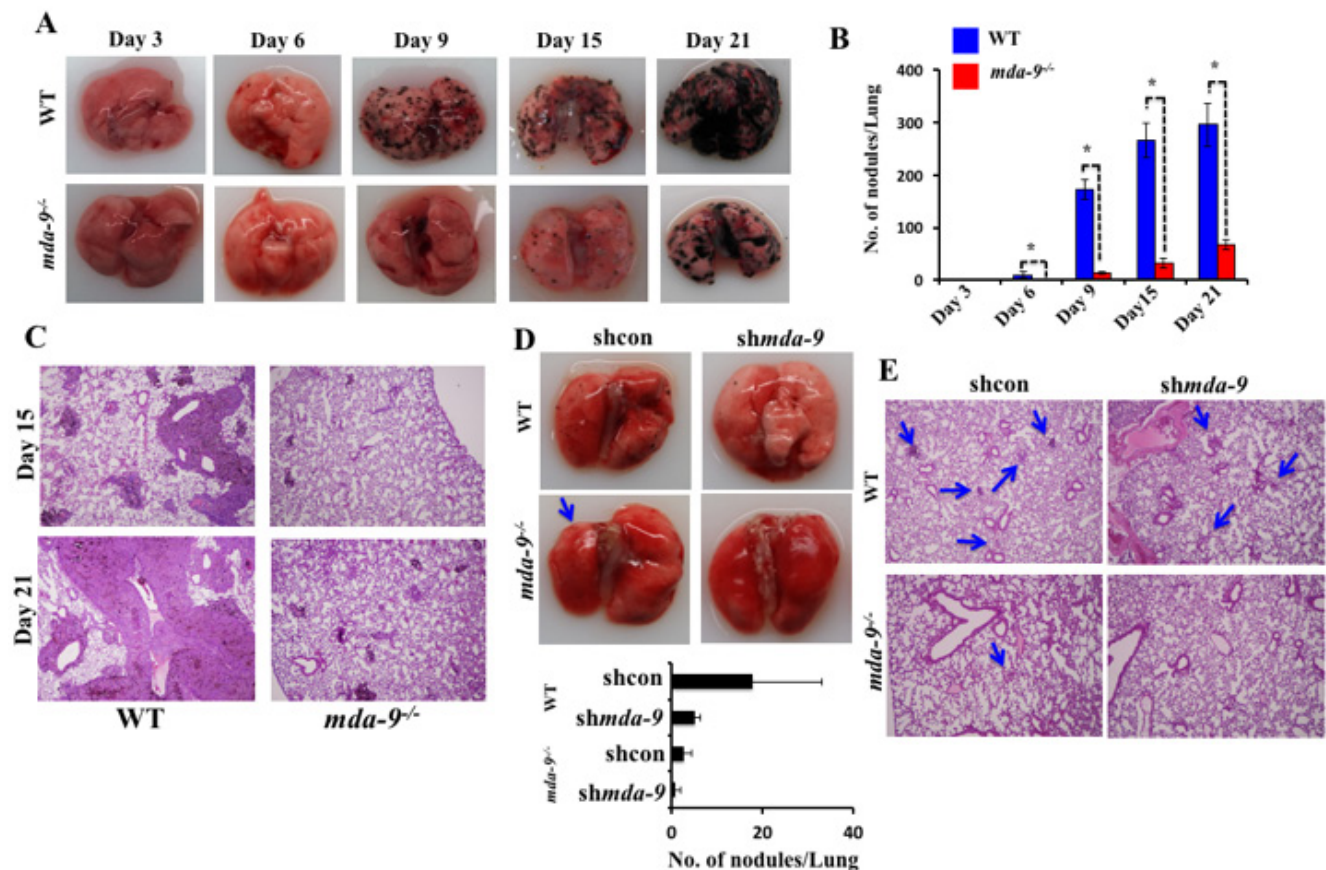 A
Day 3 Day 6 Day 9 Day 15 Day 21
WT
mda-9-/-
B
WT
mda-9-/-
No. of nodules/Lung
400
300
200
100
0
* * * *
Day 3 Day 6 Day 9 Day15 Day 21
C
Day 15
Day 21
WT mda-9-/-
D
shcon shmda-9
WT
mda-9-/-
WT
shcon
shmda-9
mda-9-/-
shcon
shmda-9
0 20 40
No. of nodules/Lung
E
shcon shmda-9
WT
mda-9-/-